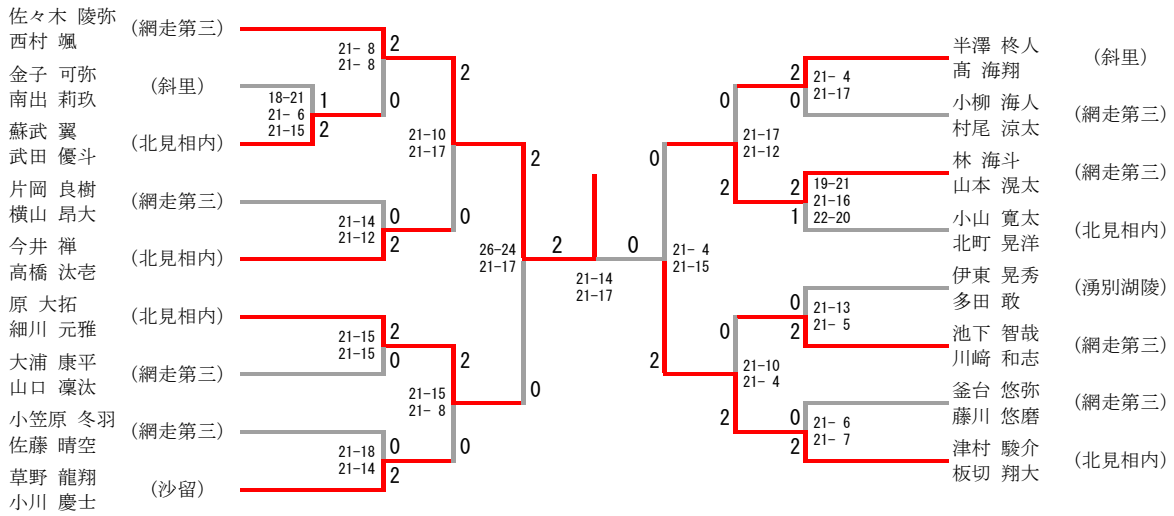 佐々木 陵弥
西村 颯
(網走第三)
金子 可弥
南出 莉玖
(斜里)
蘇武 翼
武田 優斗
(北見相内)
片岡 良樹
横山 昂大
(網走第三)
今井 禅
高橋 汰壱
(北見相内)
原 大拓
細川 元雅
(北見相内)
大浦 康平
山口 凜汰
(網走第三)
小笠原 冬羽
佐藤 晴空
(網走第三)
草野 龍翔
小川 慶士
(沙留)
21- 8
21- 8
2
0
18-21
21- 6
21-15
1
2
21-10
21-17
2
0
21-14
21-12
0
2
26-24
21-17
2
0
21-15
21-15
2
0
21-15
21- 8
2
0
21-18
21-14
0
2
2
0
21-14
21-17
0
21- 4
21-15
2
0
21-17
21-12
2
2
21- 4
21-17
0
2
19-21
21-16
22-20
1
0
21-10
21- 4
2
0
21-13
21- 5
2
0
21- 6
21- 7
2
半澤 柊人
髙 海翔
(斜里)
小柳 海人
村尾 涼太
(網走第三)
林 海斗
山本 滉太
(網走第三)
小山 寛太
北町 晃洋
(北見相内)
伊東 晃秀
多田 敢
(湧別湖陵)
池下 智哉
川﨑 和志
(網走第三)
釜台 悠弥
藤川 悠磨
(網走第三)
津村 駿介
板切 翔大
(北見相内)